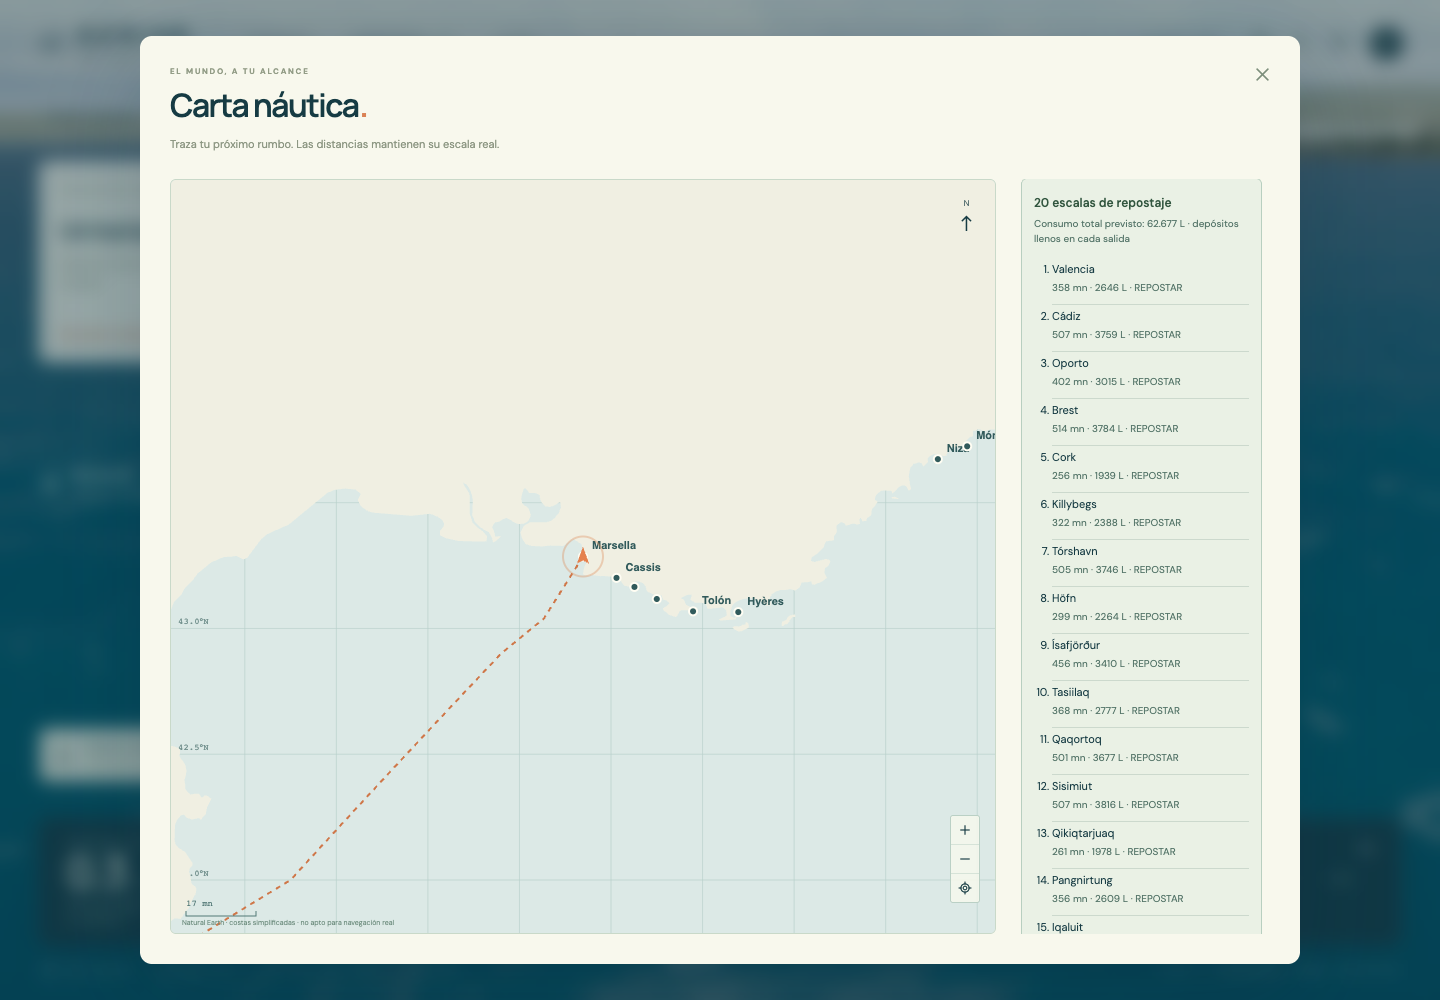 EL MUNDO, A TU ALCANCE
Carta náutica.
Traza tu próximo rumbo. Las distancias mantienen su escala real.
N
Marsella
Cassis
Tolón
Hyères
43.0°N
42.5°N
.0°N
17 mn
Natural Earth · costas simplificadas · no apto para navegación real
20 escalas de repostaje
Consumo total previsto: 62.677 L · depósitos
llenos en cada salida
1. Valencia
358 mn · 2646 L · REPOSTAR
2. Cádiz
507 mn · 3759 L · REPOSTAR
3. Oporto
402 mn · 3015 L · REPOSTAR
4. Brest
514 mn · 3784 L · REPOSTAR
5. Cork
256 mn · 1939 L · REPOSTAR
6. Killybegs
322 mn · 2388 L · REPOSTAR
7. Tórshavn
505 mn · 3746 L · REPOSTAR
8. Höfn
299 mn · 2264 L · REPOSTAR
9. Ísafjörður
456 mn · 3410 L · REPOSTAR
10. Tasiilaq
368 mn · 2777 L · REPOSTAR
11. Qaqortoq
501 mn · 3677 L · REPOSTAR
12. Sisimiut
507 mn · 3816 L · REPOSTAR
13. Qikiqtarjuaq
261 mn · 1978 L · REPOSTAR
14. Pangnirtung
356 mn · 2609 L · REPOSTAR
15. Iqaluit